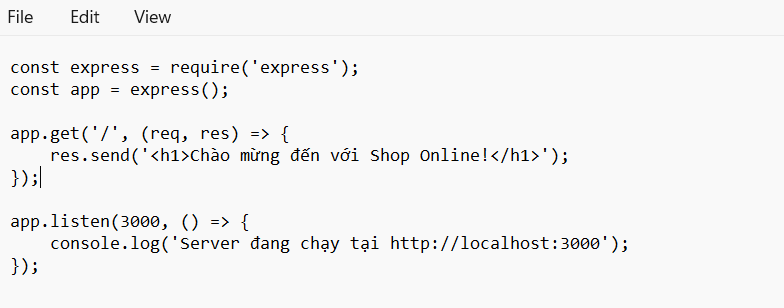 File Edit View
const express = require('express');
const app = express();
app.get('/', (req, res) => {
    res.send('<h1>Chào mừng đến với Shop Online!</h1>');
});
app.listen(3000, () => {
    console.log('Server đang chạy tại http://localhost:3000');
});